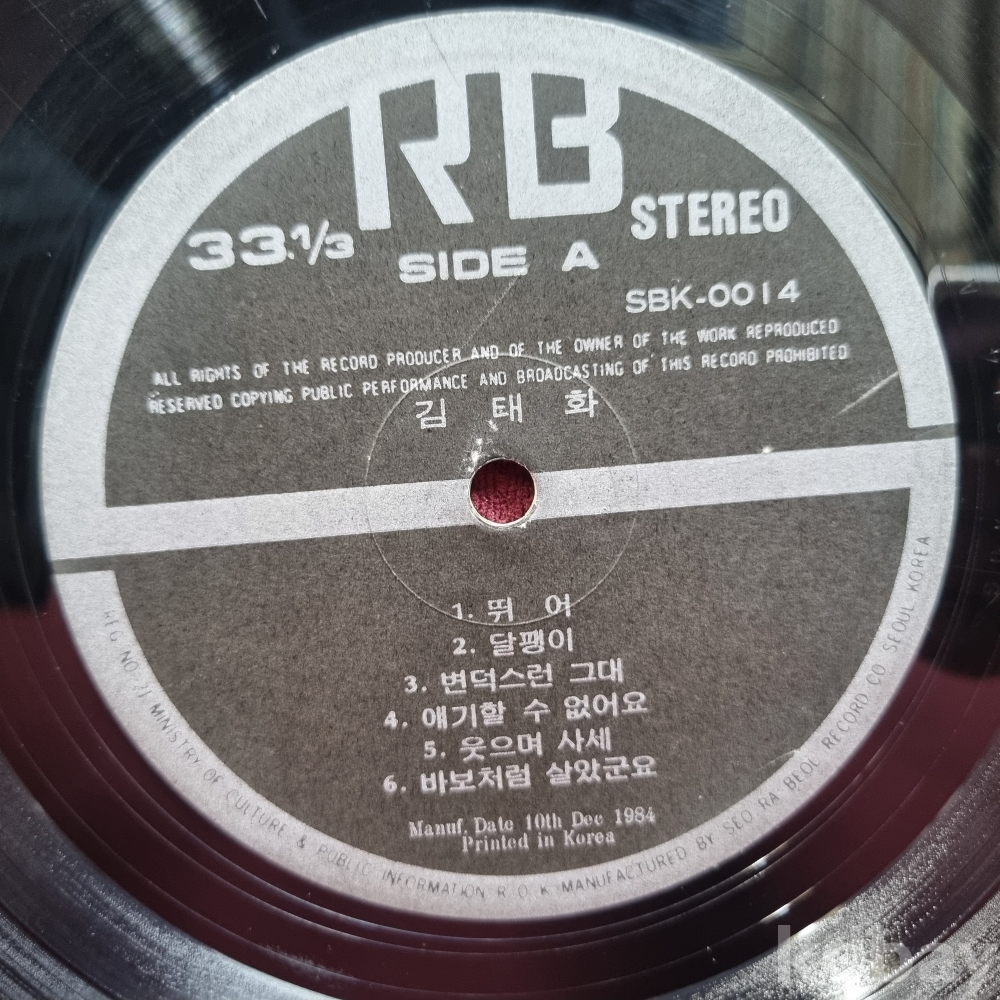 RB
33⅓
STEREO
SIDE A
SBK-0014
ALL RIGHTS OF THE RECORD PRODUCER AND OF THE OWNER OF THE WORK REPRODUCED
RESERVED COPYING PUBLIC PERFORMANCE AND BROADCASTING OF THIS RECORD PROHIBITED
김 태 화
1. 뛰 여
2. 달팽이
3. 변덕스런 그대
4. 얘기할 수 없어요
5. 웃으며 사세
6. 바보처럼 살았군요
Manuf. Date 10th Dec 1984
Printed in Korea
REG NO 71 MINISTRY OF CULTURE & PUBLIC INFORMATION R O K MANUFACTURED BY SEO RA BEOL RECORD CO SEOUL KOREA